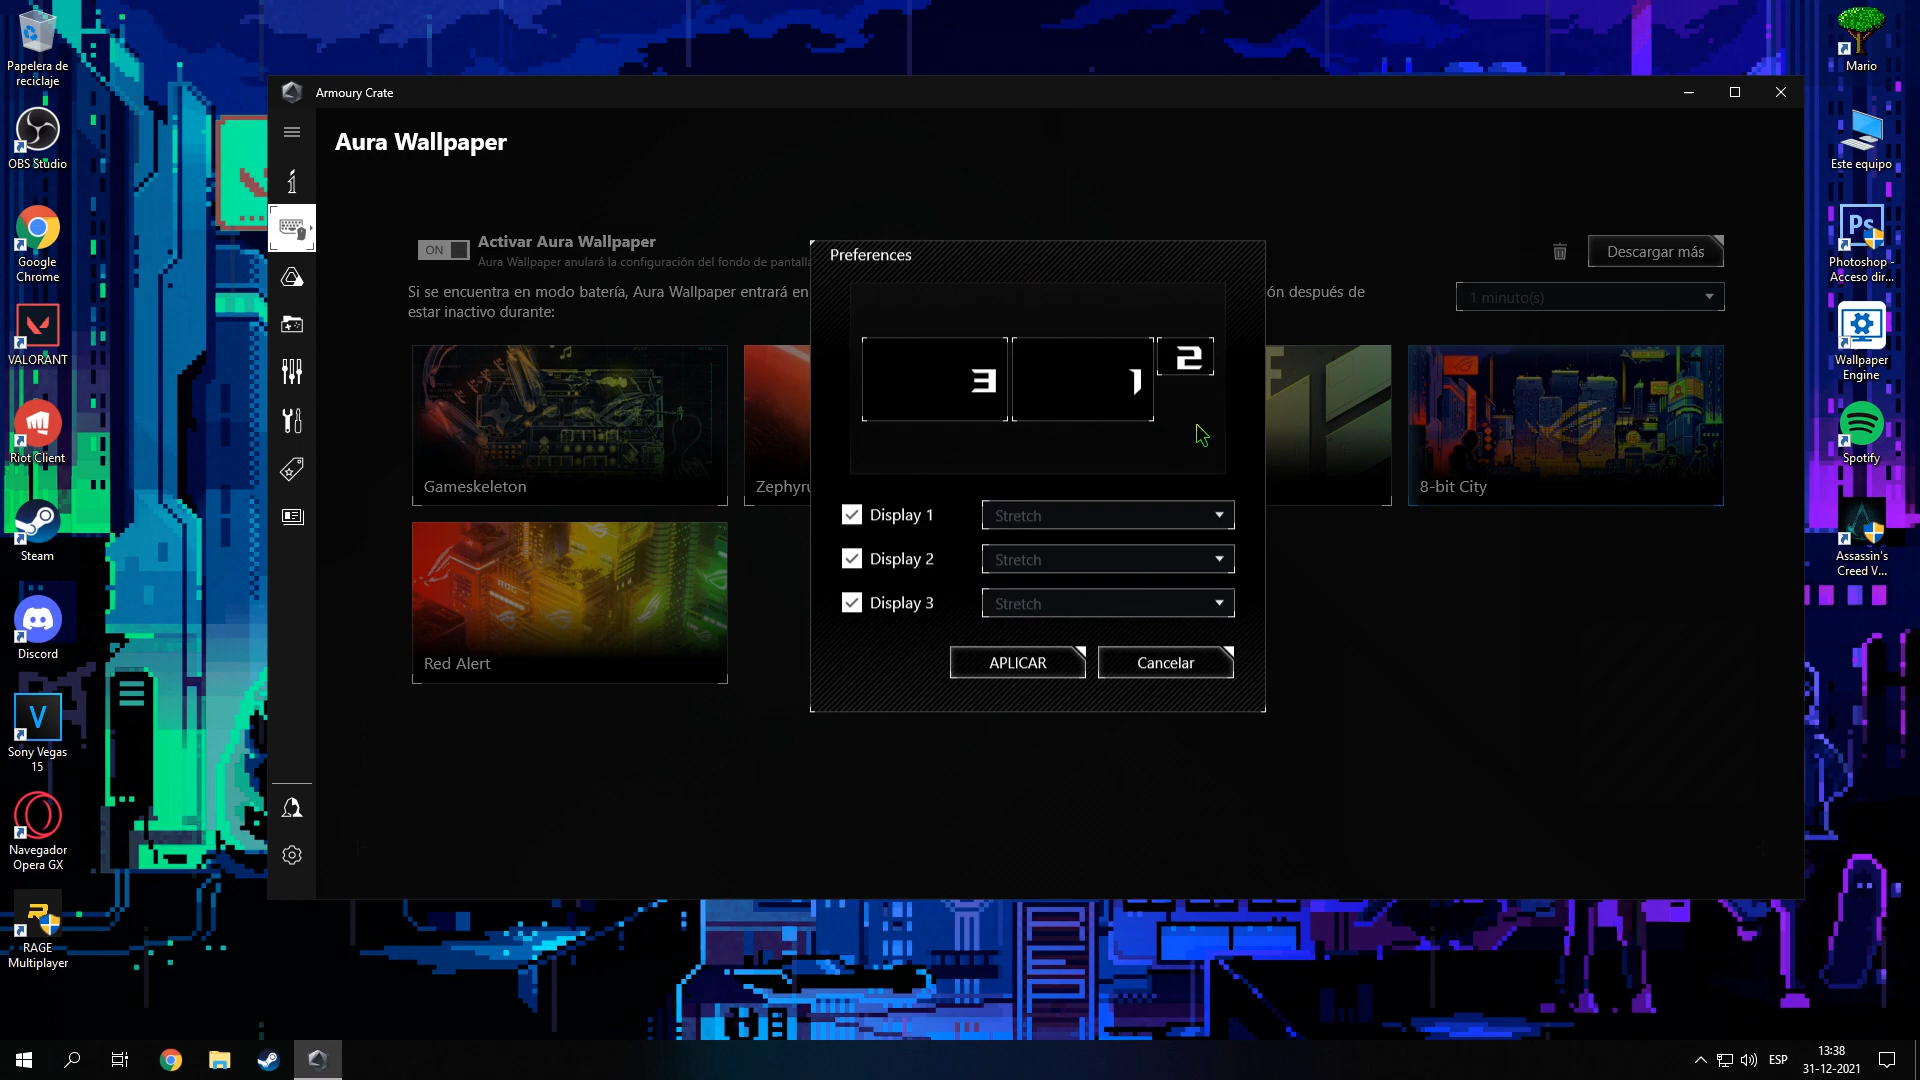 Papelera de
reciclaje
OBS Studio
Google
Chrome
VALORANT
Riot Client
Steam
Discord
V
Sony Vegas
15
Navegador
Opera GX
RAGE
Multiplayer
Armoury Crate
Aura Wallpaper
ON
Activar Aura Wallpaper
Aura Wallpaper anulará la configuración del fondo de pantalla
Si se encuentra en modo batería, Aura Wallpaper entrará en
ón después de
estar inactivo durante:
Descargar más
1 minuto(s)
Gameskeleton
Zephyru
8-bit City
Red Alert
Preferences
3
1
2
Display 1
Stretch
Display 2
Stretch
Display 3
Stretch
APLICAR
Cancelar
Mario
Este equipo
Ps
Photoshop -
Acceso dir...
Wallpaper
Engine
Spotify
Assassin's
Creed V...
ESP
13:38
31-12-2021